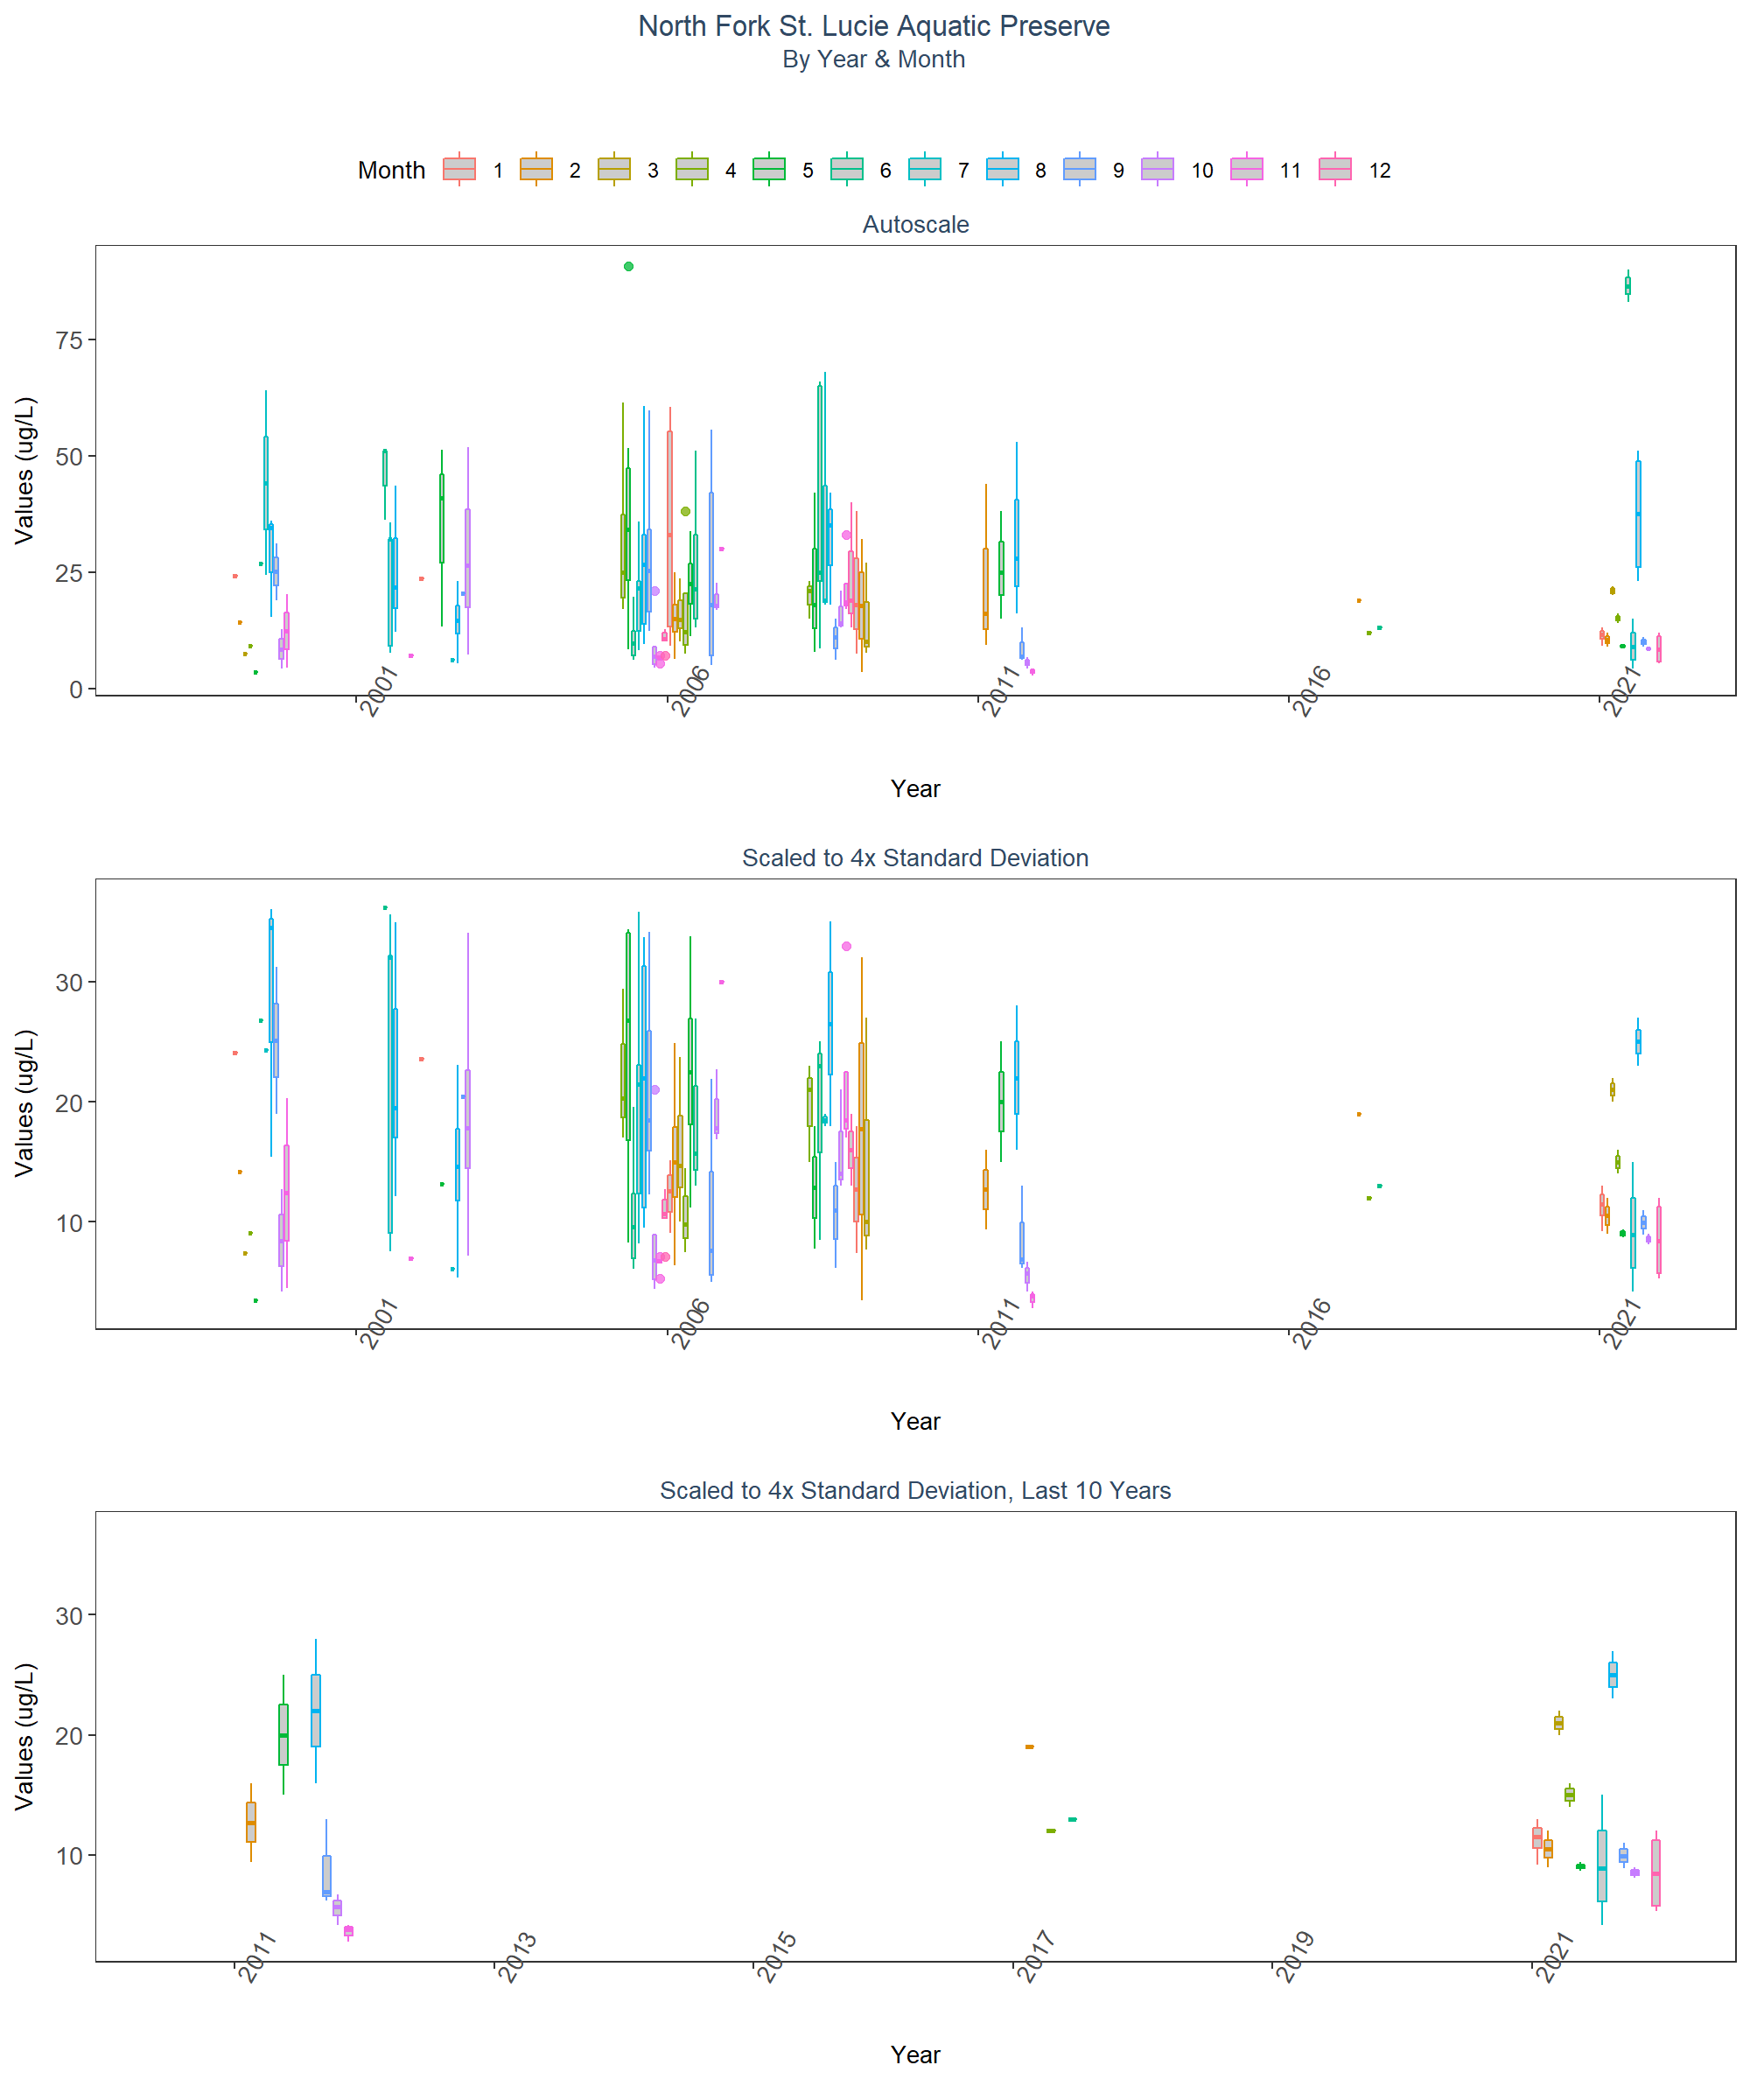 North Fork St. Lucie Aquatic Preserve
By Year & Month
Month 1 2 3 4 5 6 7 8 9 10 11 12
Autoscale
Values (ug/L)
75
50
25
0
2001 2006 2011 2016 2021
Year
Scaled to 4x Standard Deviation
Values (ug/L)
30
20
10
2001 2006 2011 2016 2021
Year
Scaled to 4x Standard Deviation, Last 10 Years
Values (ug/L)
30
20
10
2011 2013 2015 2017 2019 2021
Year